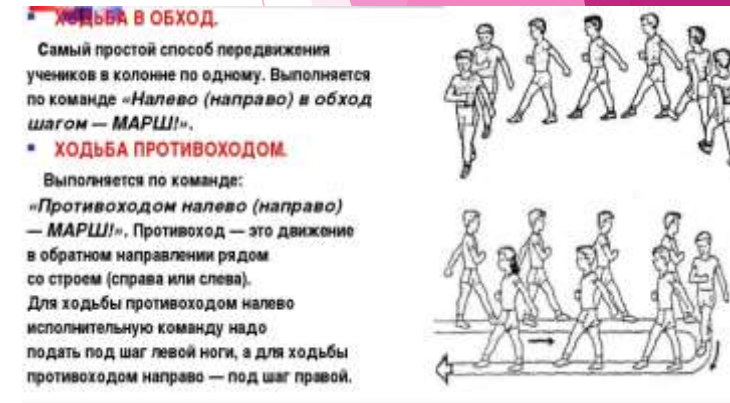 ХОДЬБА В ОБХОД.
Самый простой способ передвижения
учеников в колонне по одному. Выполняется
по команде «Налево (направо) в обход
шагом — МАРШ!».
ХОДЬБА ПРОТИВОХОДОМ.
Выполняется по команде:
«Противоходом налево (направо)
— МАРШ!». Противоход — это движение
в обратном направлении рядом
со строем (справа или слева).
Для ходьбы противоходом налево
исполнительную команду надо
подать под шаг левой ноги, а для ходьбы
противоходом направо — под шаг правой.